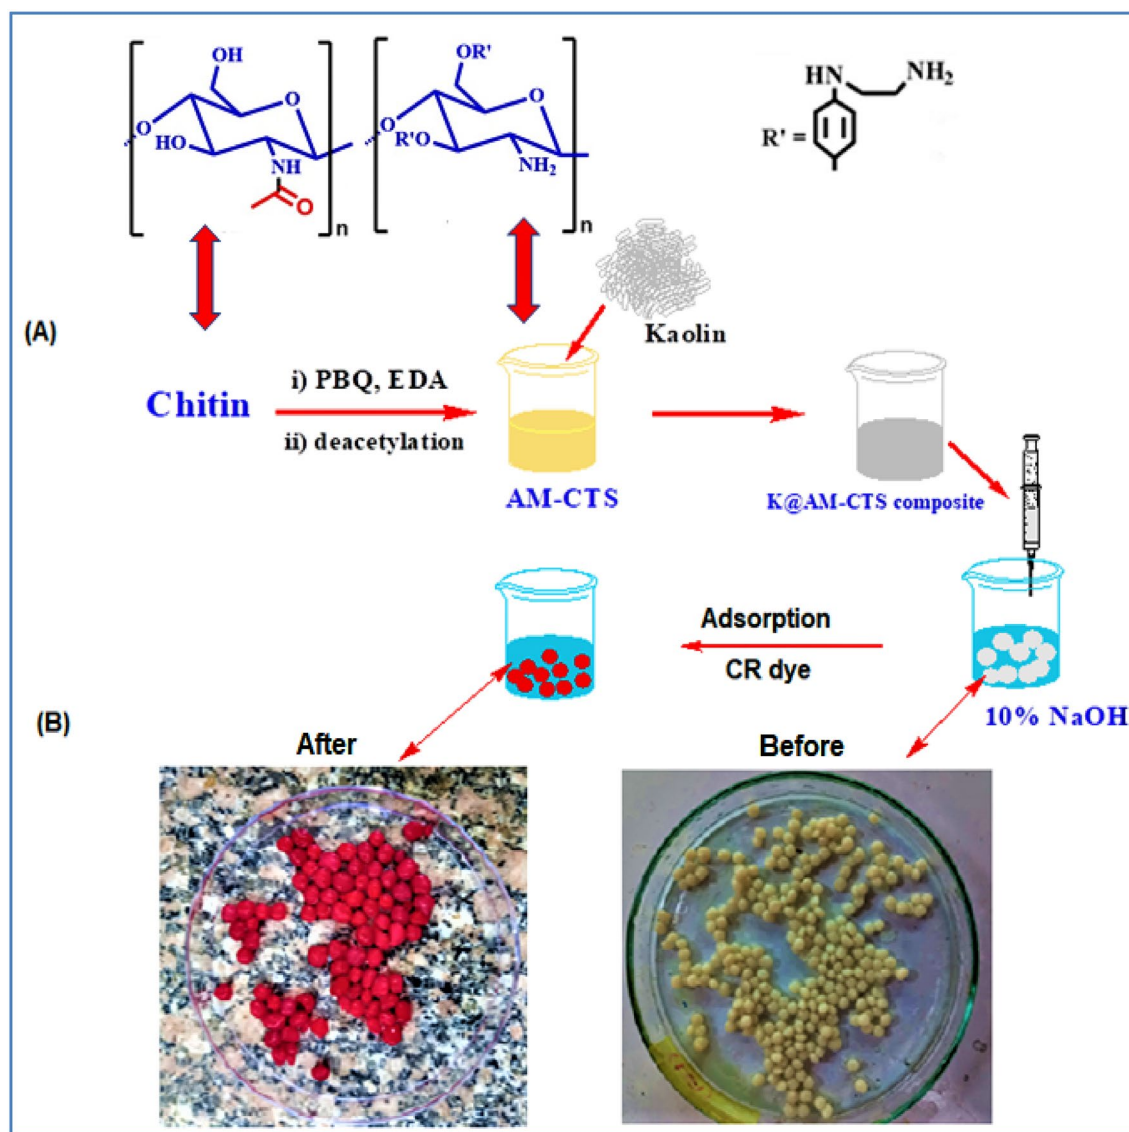 OH
O
O
HO
NH
O
n
OR'
O
O
R'O
NH₂
n
HN
NH₂
R' =
Kaolin
(A)
Chitin
i) PBQ, EDA
ii) deacetylation
AM-CTS
K@AM-CTS composite
Adsorption
CR dye
10% NaOH
(B)
After
Before